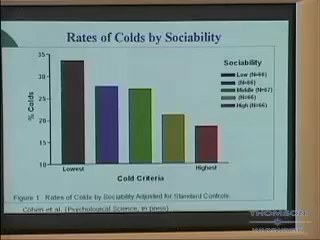 Rates of Colds by Sociability
Sociability
Low (N=66)
(N=66)
Middle (N=67)
(N=66)
High (N=66)
35
30
25
20
15
10
% Colds
Lowest
Highest
Cold Criteria
Figure 1. Rates of Colds by Sociability Adjusted for Standard Controls
Cohen et al. (Psychological Science, in press)
THOMSON